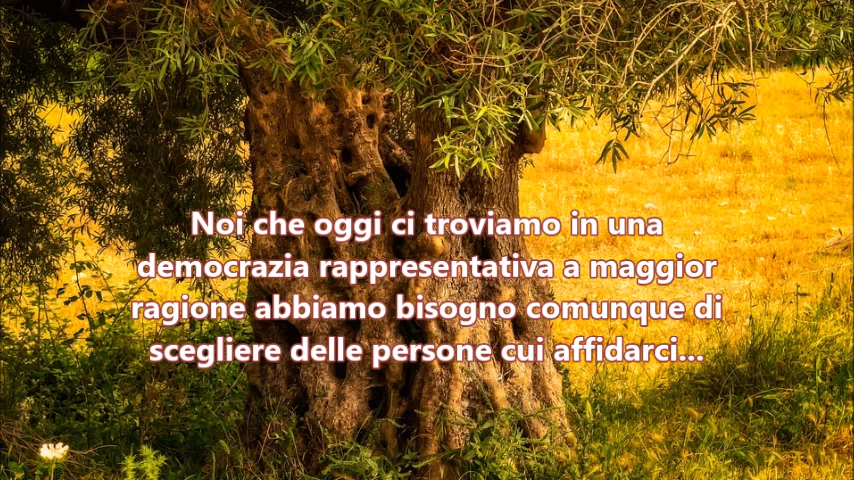 Noi che oggi ci troviamo in una
democrazia rappresentativa a maggior
ragione abbiamo bisogno comunque di
scegliere delle persone cui affidarci...